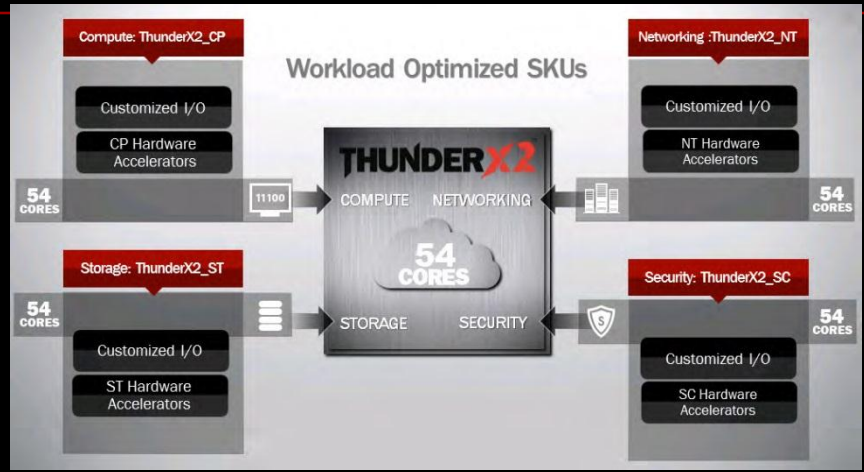 Compute: ThunderX2_CP
Networking :ThunderX2_NT
Workload Optimized SKUs
Customized I/O
CP Hardware
Accelerators
Customized I/O
NT Hardware
Accelerators
THUNDERX2
54
CORES
11100
COMPUTE
NETWORKING
54
CORES
54
CORES
Storage: ThunderX2_ST
Security: ThunderX2_SC
54
CORES
STORAGE
SECURITY
S
54
CORES
Customized I/O
ST Hardware
Accelerators
Customized I/O
SC Hardware
Accelerators